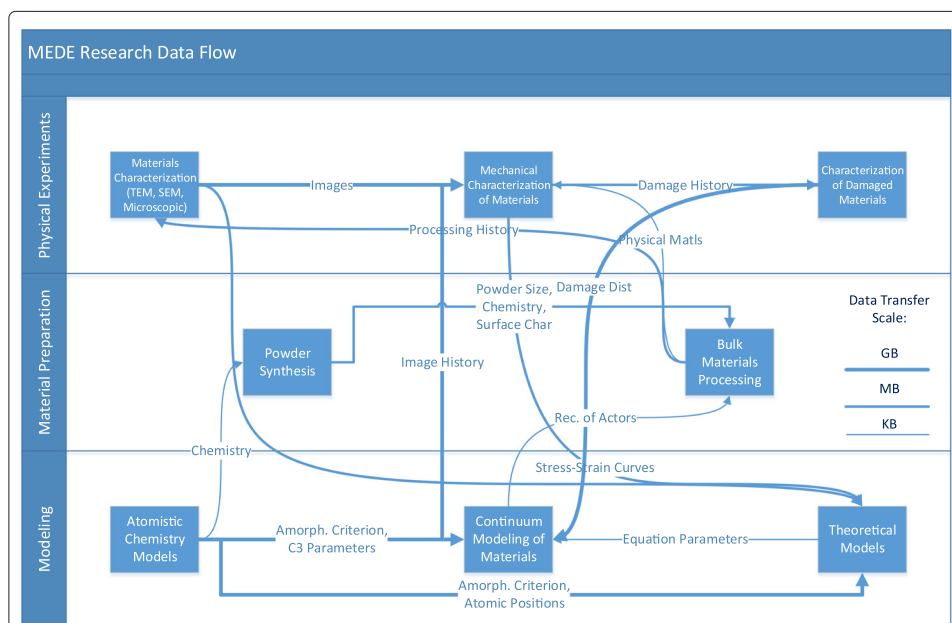 MEDE Research Data Flow
Physical Experiments
Materials
Characterization
(TEM, SEM,
Microscopic)
Images
Mechanical
Characterization
of Materials
Damage History
Characterization
of Damaged
Materials
Processing History
Physical Matls
Material Preparation
Powder Size,
Chemistry,
Surface Char
Damage Dist
Data Transfer
Scale:
GB
MB
KB
Powder
Synthesis
Image History
Bulk
Materials
Processing
Rec. of Actors
Chemistry
Stress-Strain Curves
Modeling
Atomistic
Chemistry
Models
Amorph. Criterion,
C3 Parameters
Continuum
Modeling of
Materials
Equation Parameters
Theoretical
Models
Amorph. Criterion,
Atomic Positions